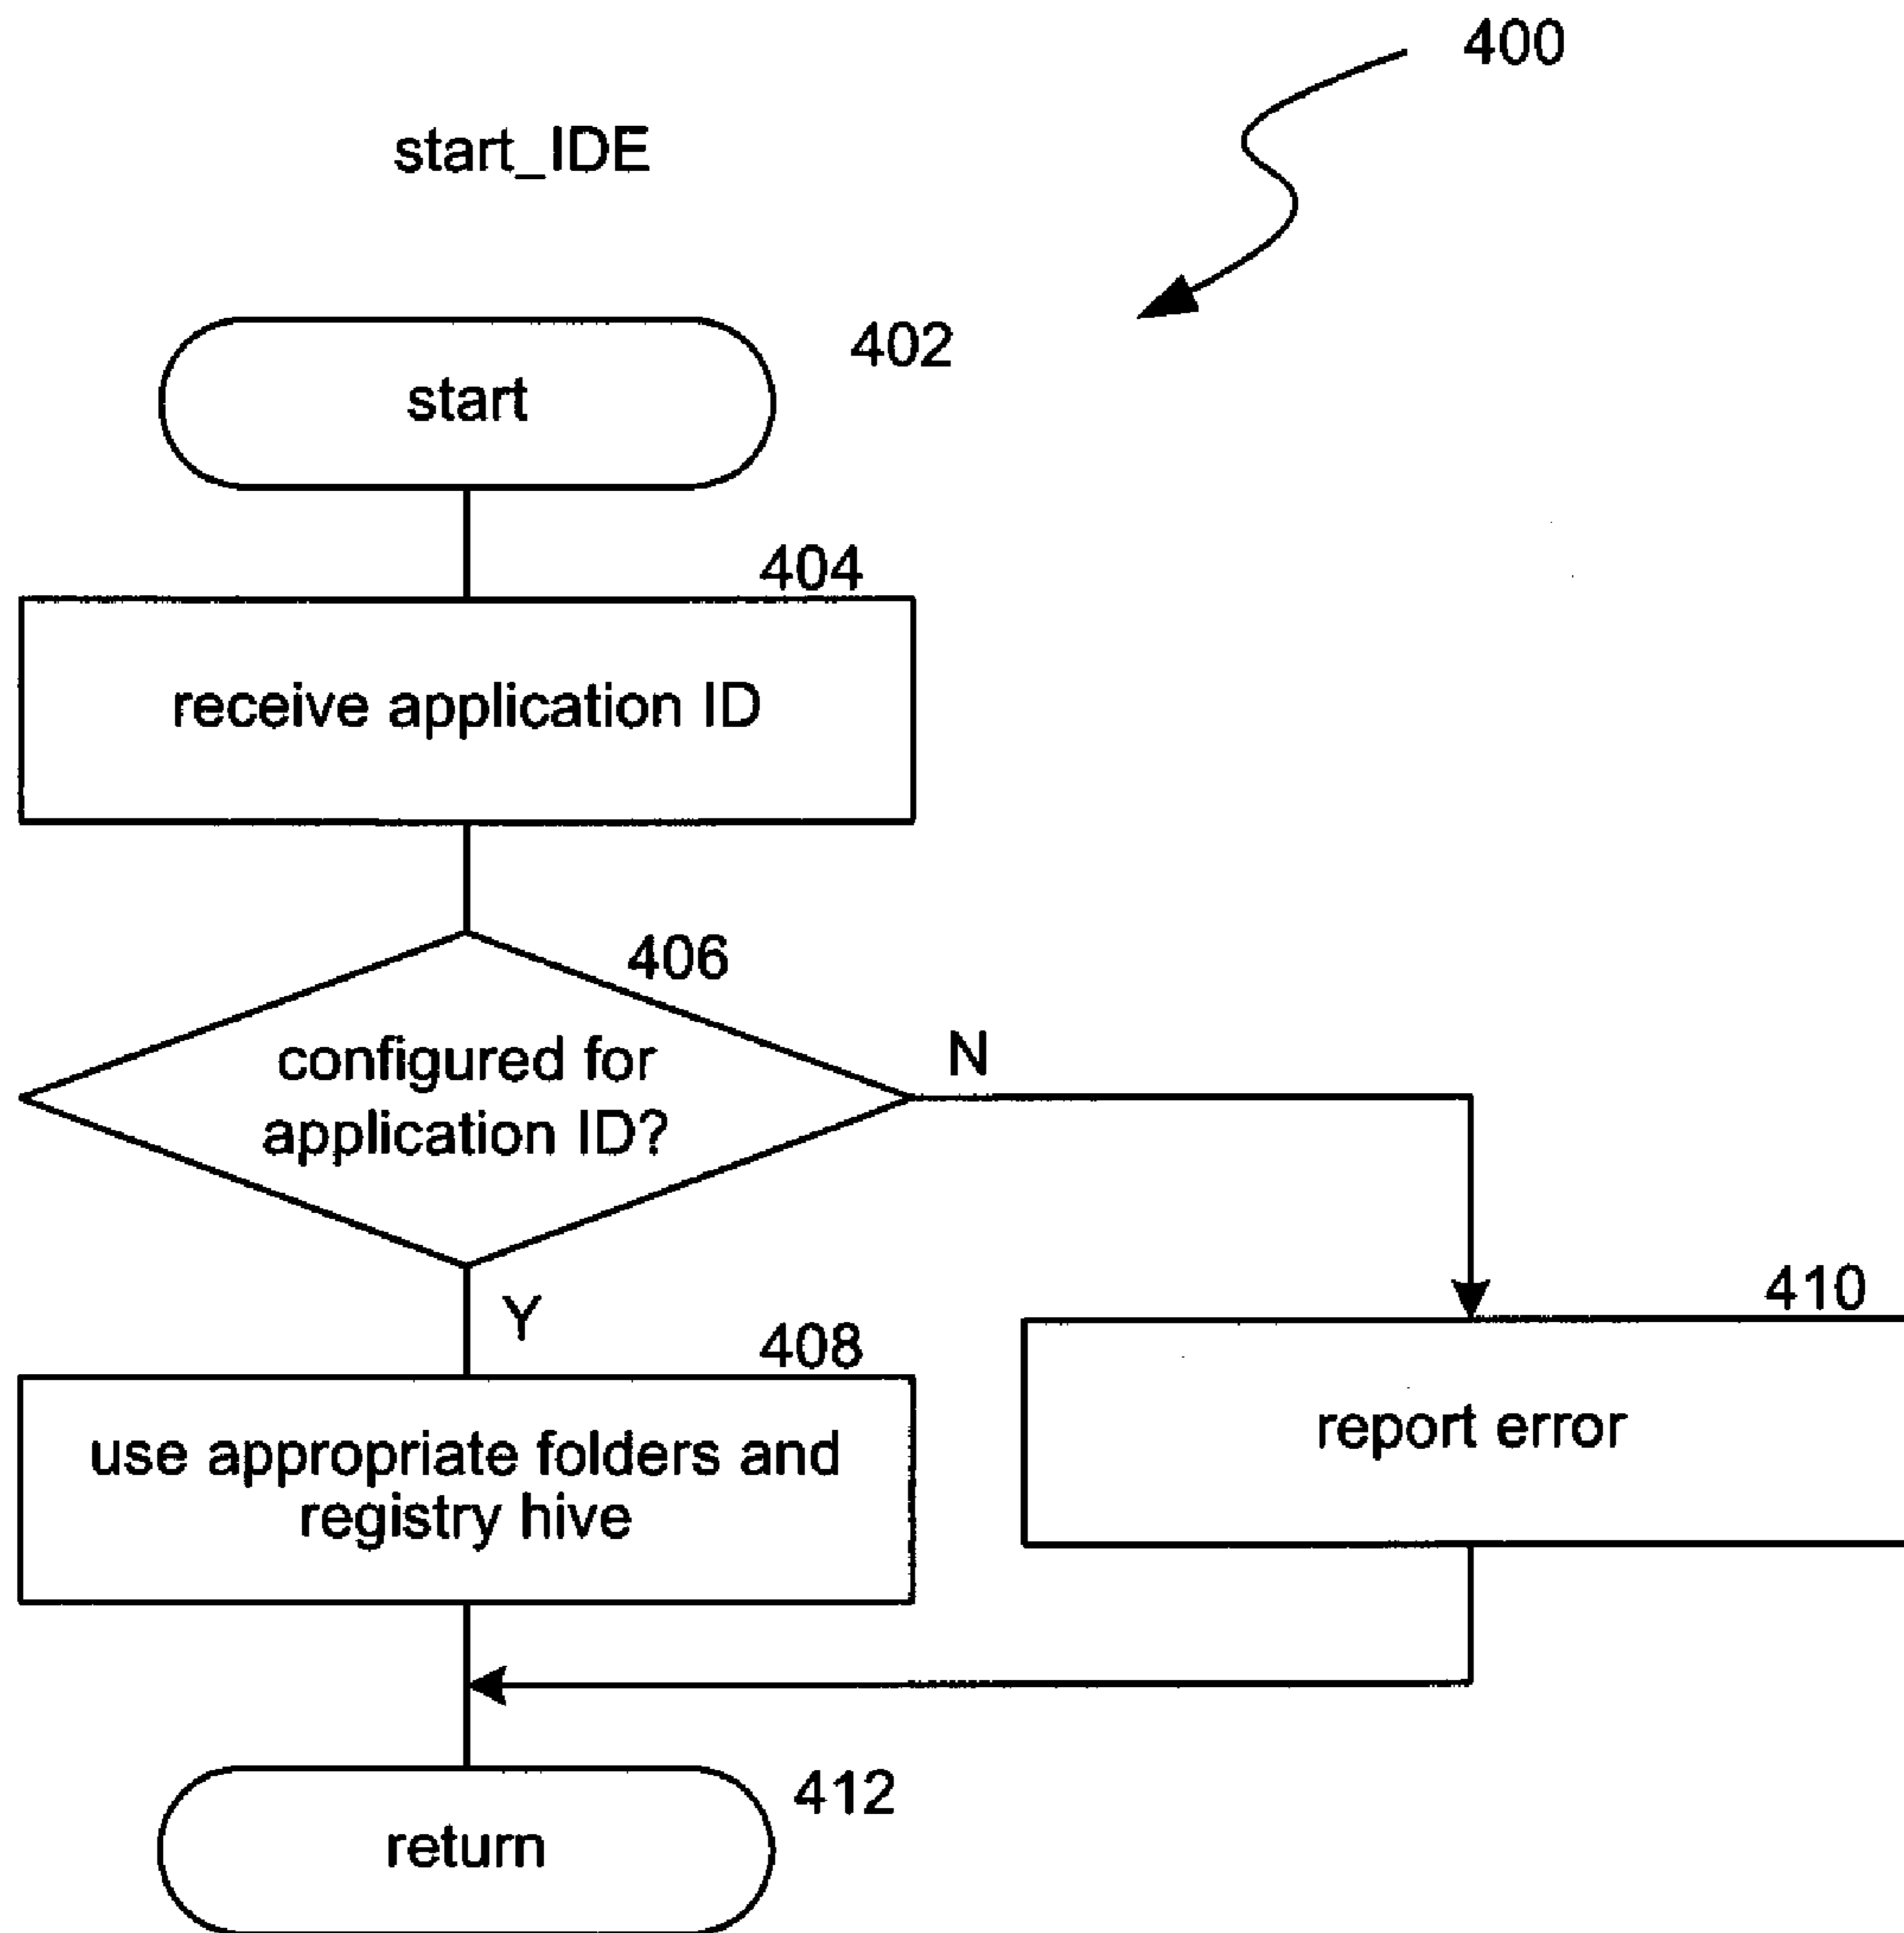 400
start_IDE
402
start
404
receive application ID
406
configured for
application ID?
N
Y
408
use appropriate folders and
registry hive
410
report error
412
return